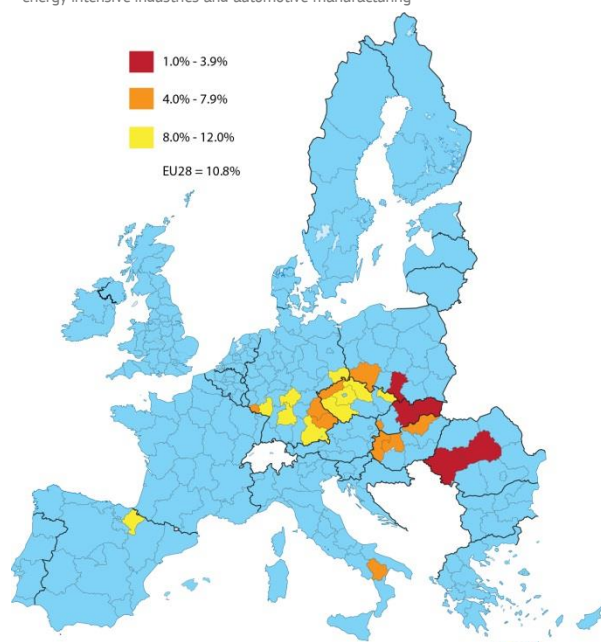 energy intensive industries and automotive manufacturing
1.0% - 3.9%
4.0% - 7.9%
8.0% - 12.0%
EU28 = 10.8%